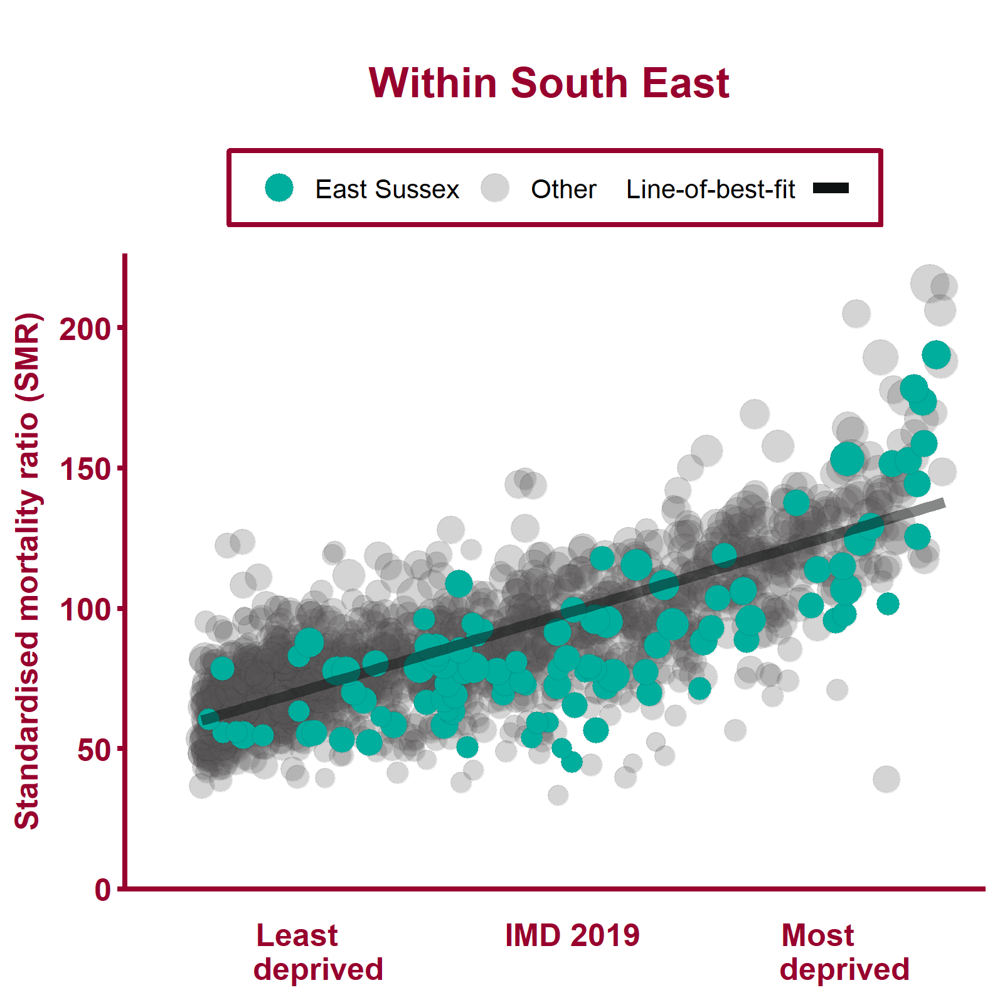 Within South East
East Sussex Other Line-of-best-fit
Standardised mortality ratio (SMR)
200
150
100
50
0
Least deprived
IMD 2019
Most deprived